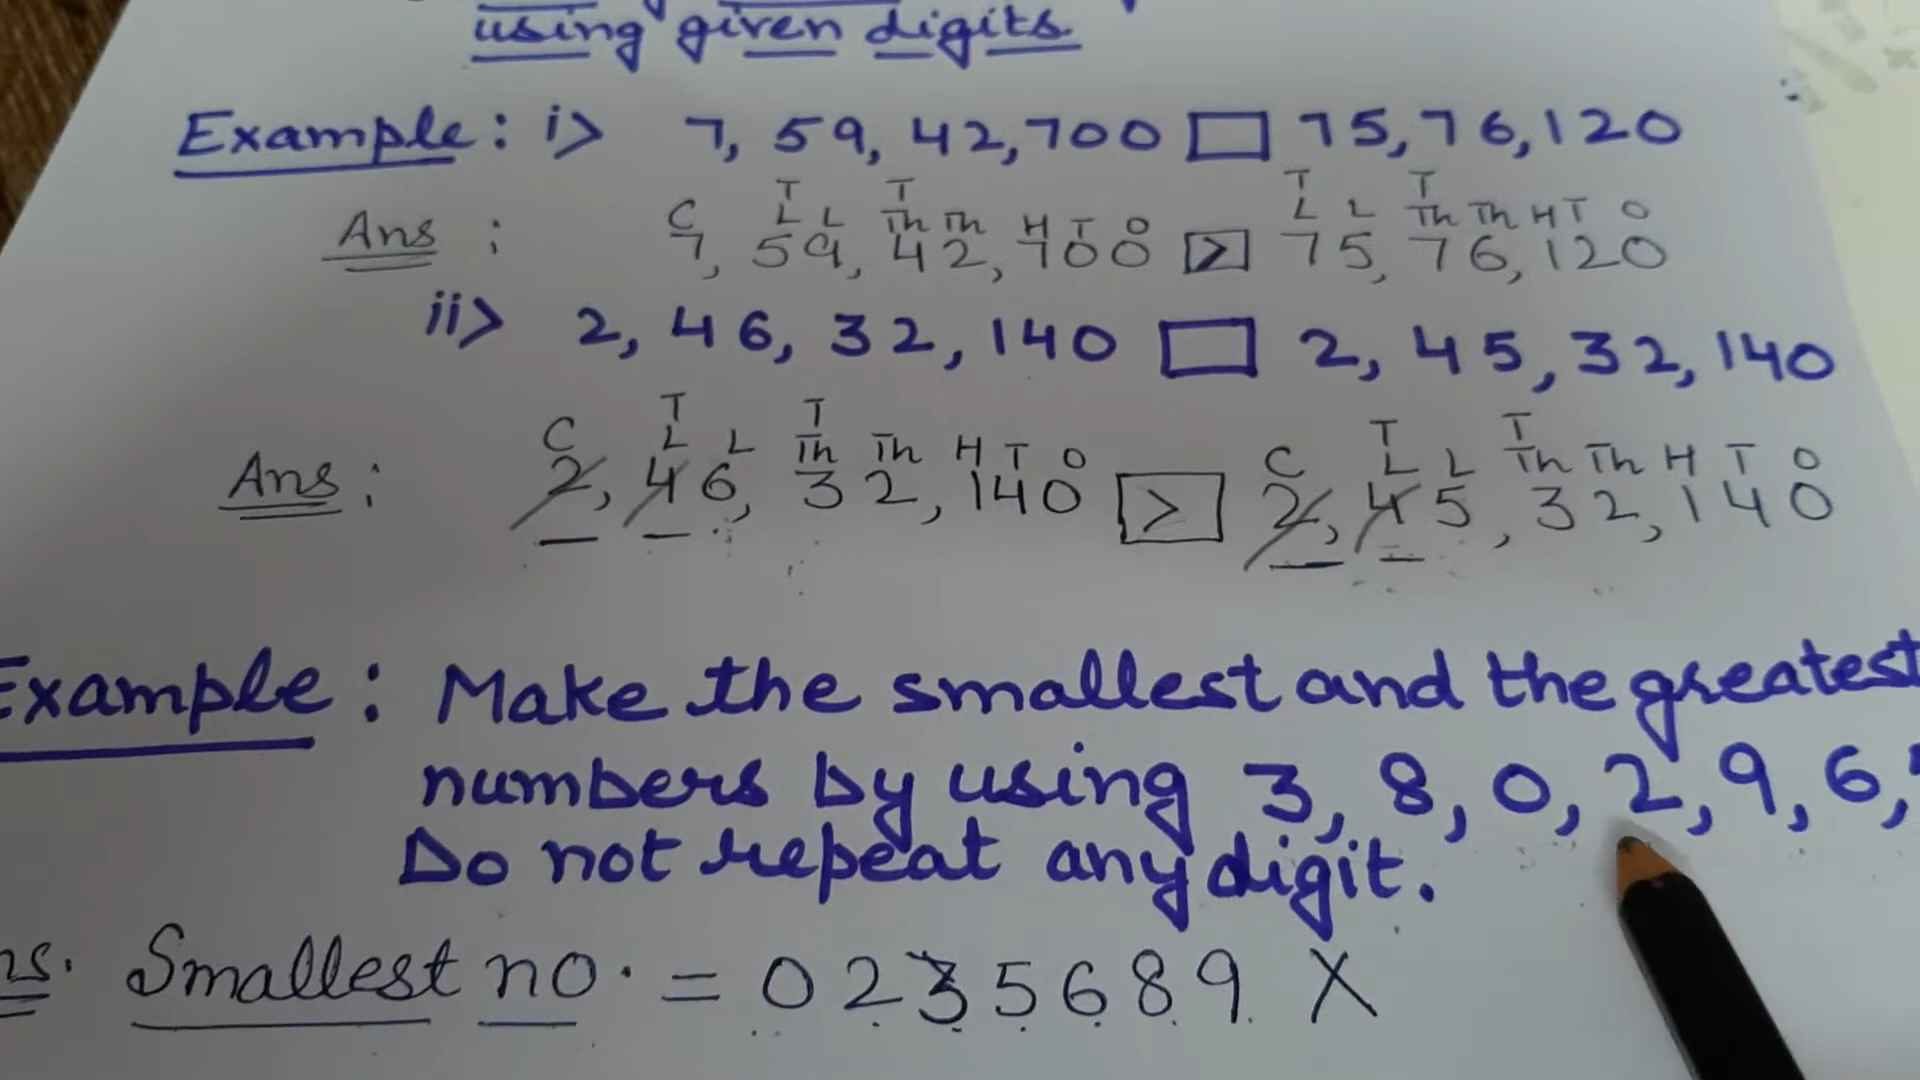 using given digits
Example : i> 7, 59, 42,700 □ 75,76,120
C T L L T Th Th H T O T L L T Th Th H T O
Ans : 7, 59, 42, 700 > 75, 76, 120
ii> 2, 46, 32, 140 □ 2, 45, 32, 140
C T L L T Th Th H T O C T L L T Th Th H T O
Ans : 2, 46, 32, 140 > 2, 45, 32, 140
Example : Make the smallest and the greatest
numbers by using 3, 8, 0, 2, 9, 6,
Do not repeat any digit.
ns. Smallest no. = 0235689 X